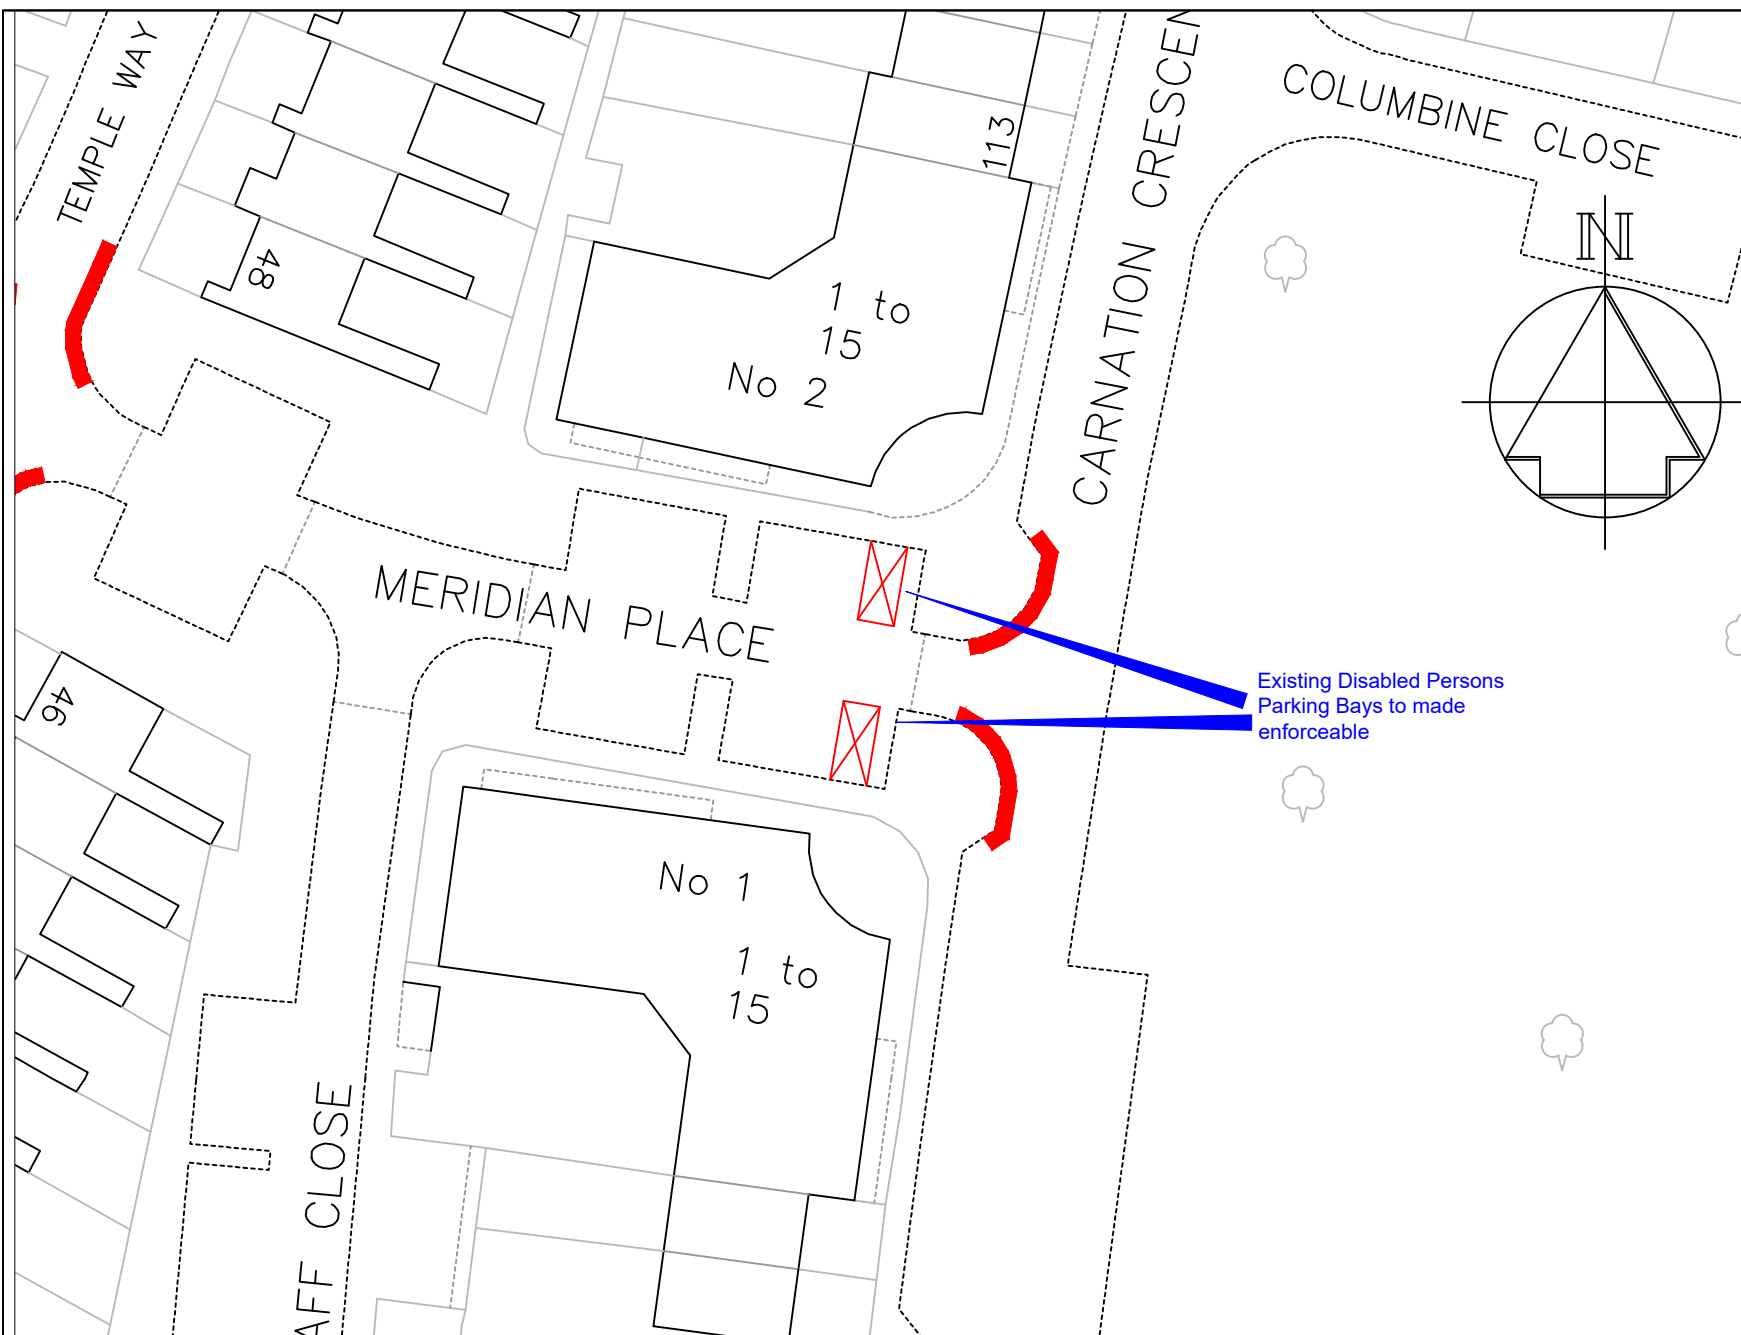 TEMPLE WAY
COLUMBINE CLOSE
CARNATION CRESCEN
113
N
48
1 to
15
No 2
MERIDIAN PLACE
Existing Disabled Persons
Parking Bays to made
enforceable
46
No 1
1 to
15
AFF CLOSE